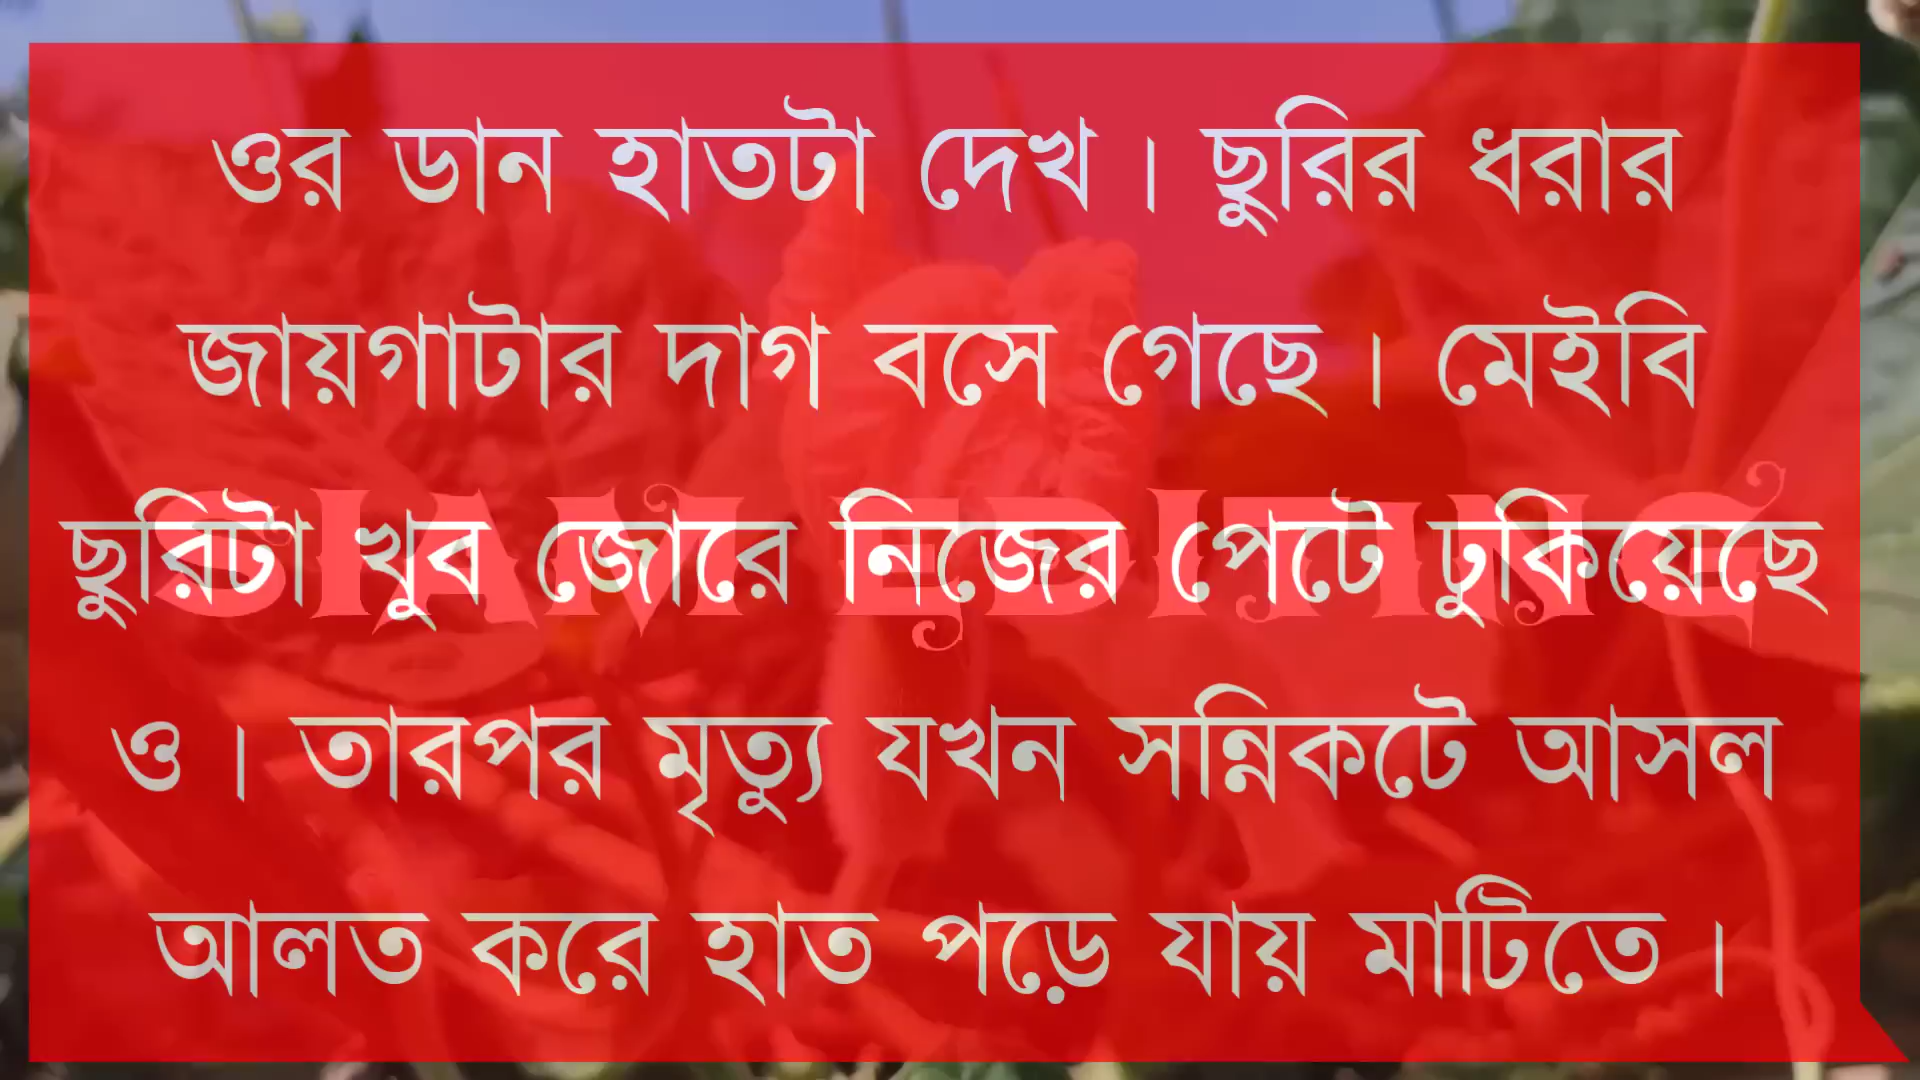 ওর ডান হাতটা দেখ। ছুরির ধরার
জায়গাটার দাগ বসে গেছে। মেইবি
ছুরিটা খুব জোরে নিজের পেটে ঢুকিয়েছে
SIAM EDITING
ও। তারপর মৃত্যু যখন সন্নিকটে আসল
আলত করে হাত পড়ে যায় মাটিতে।